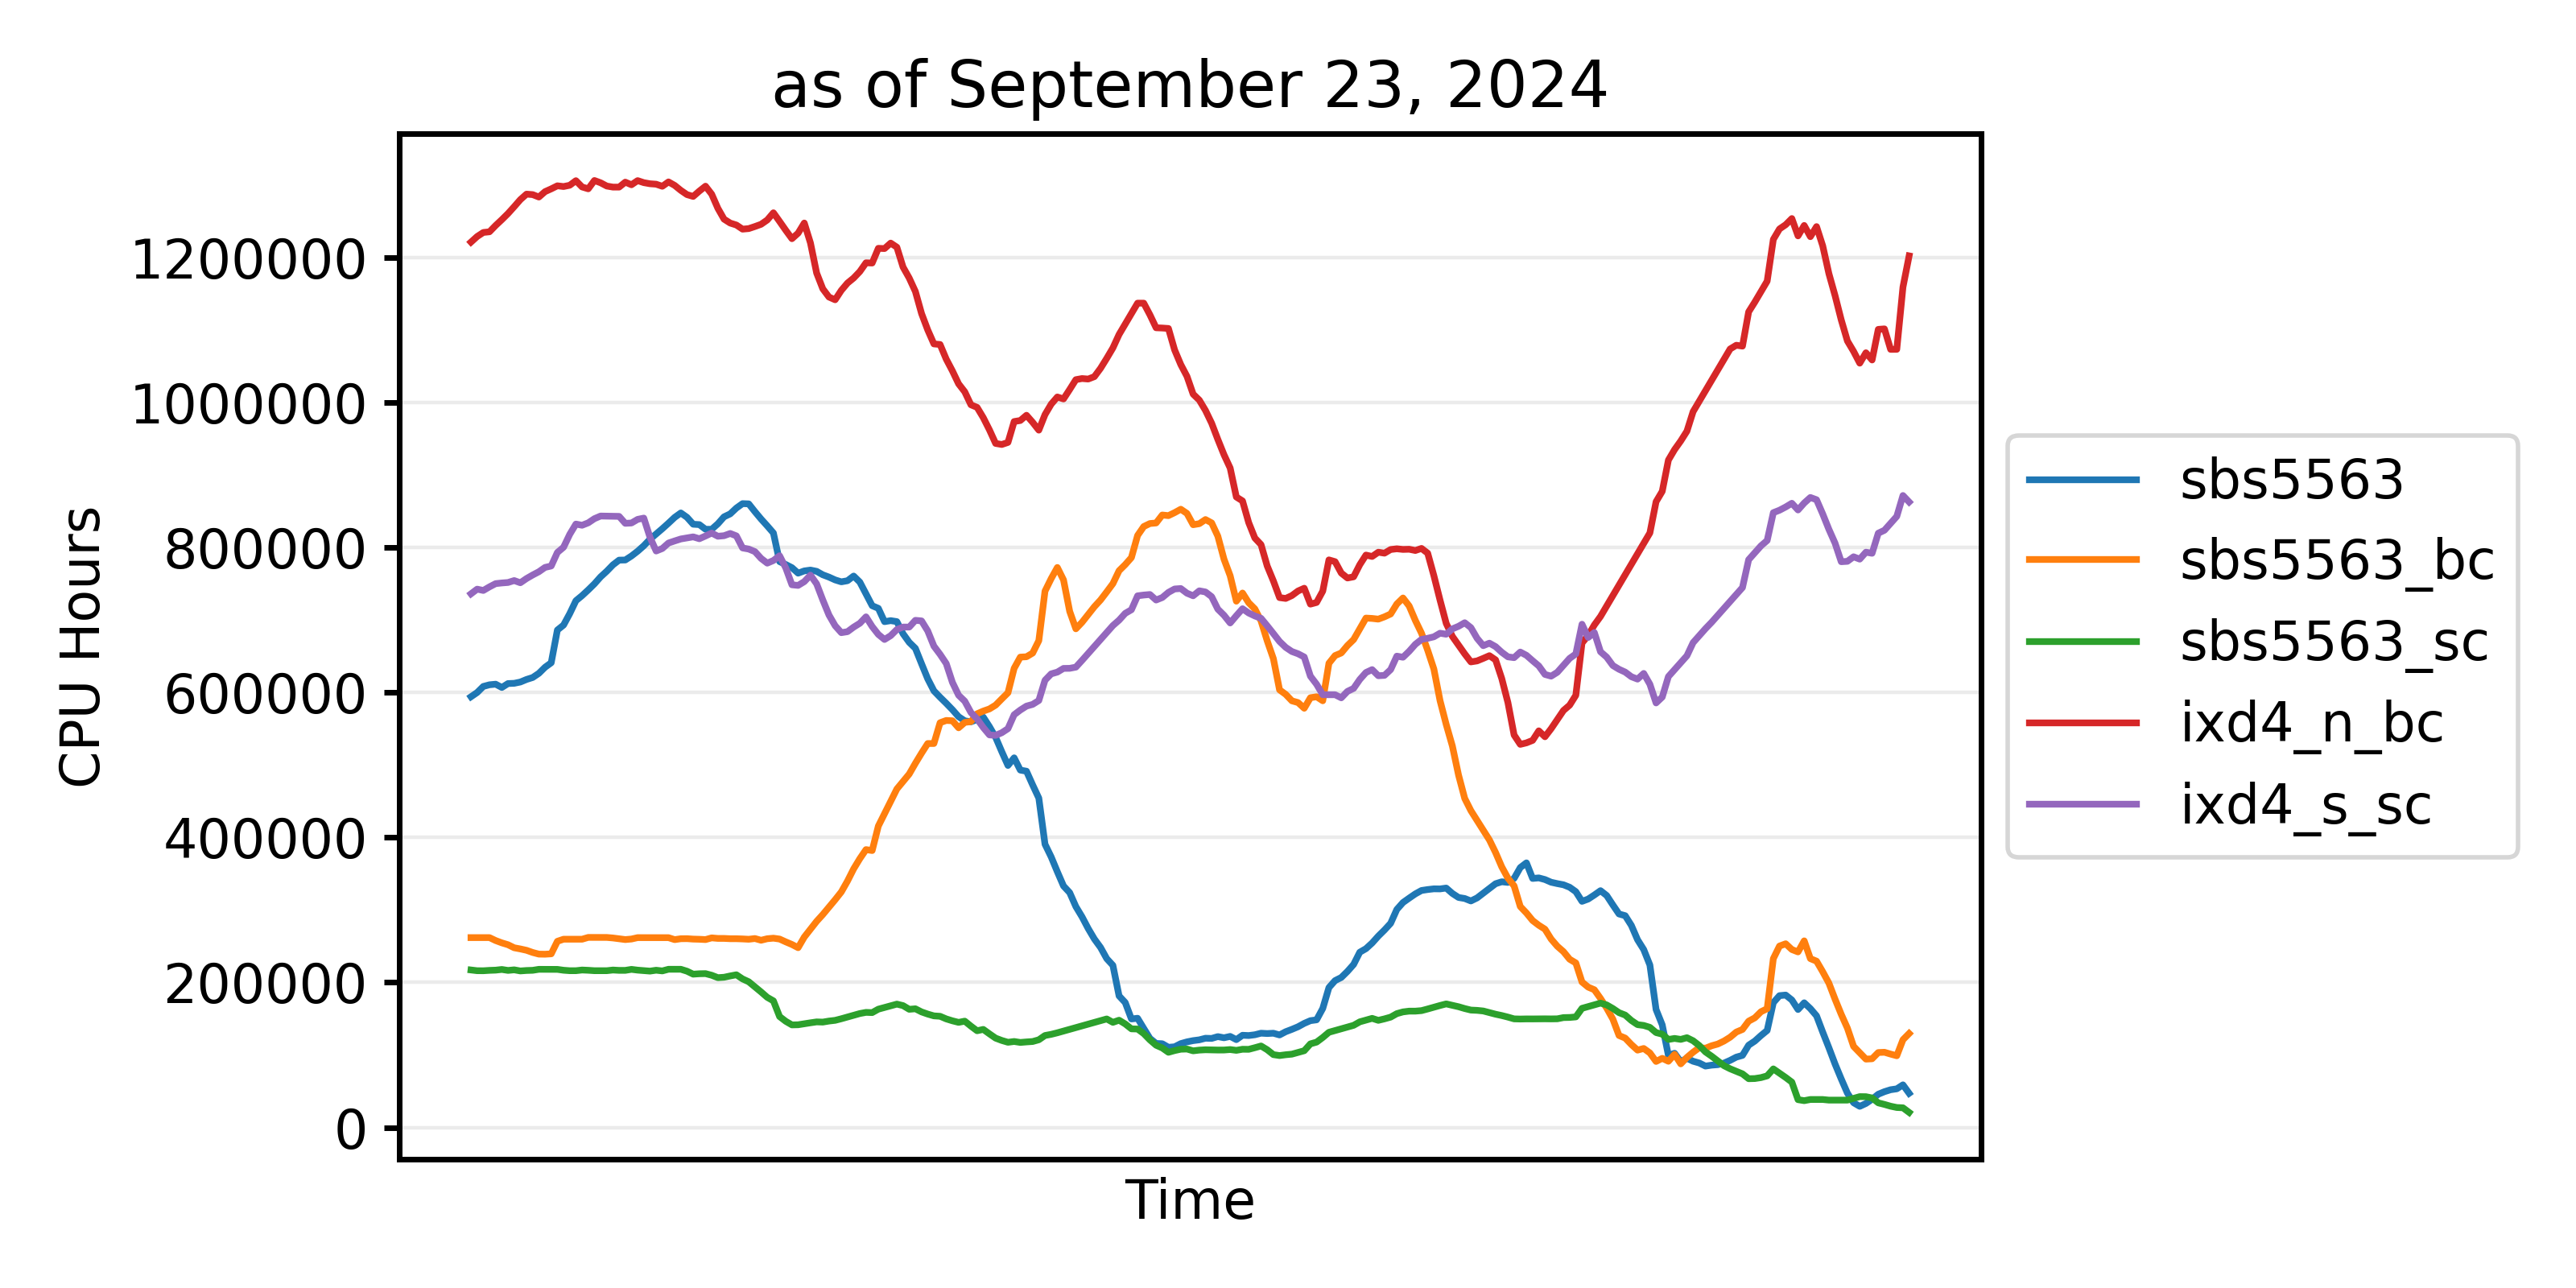 as of September 23, 2024
CPU Hours
1200000
1000000
800000
600000
400000
200000
0
Time
sbs5563
sbs5563_bc
sbs5563_sc
ixd4_n_bc
ixd4_s_sc